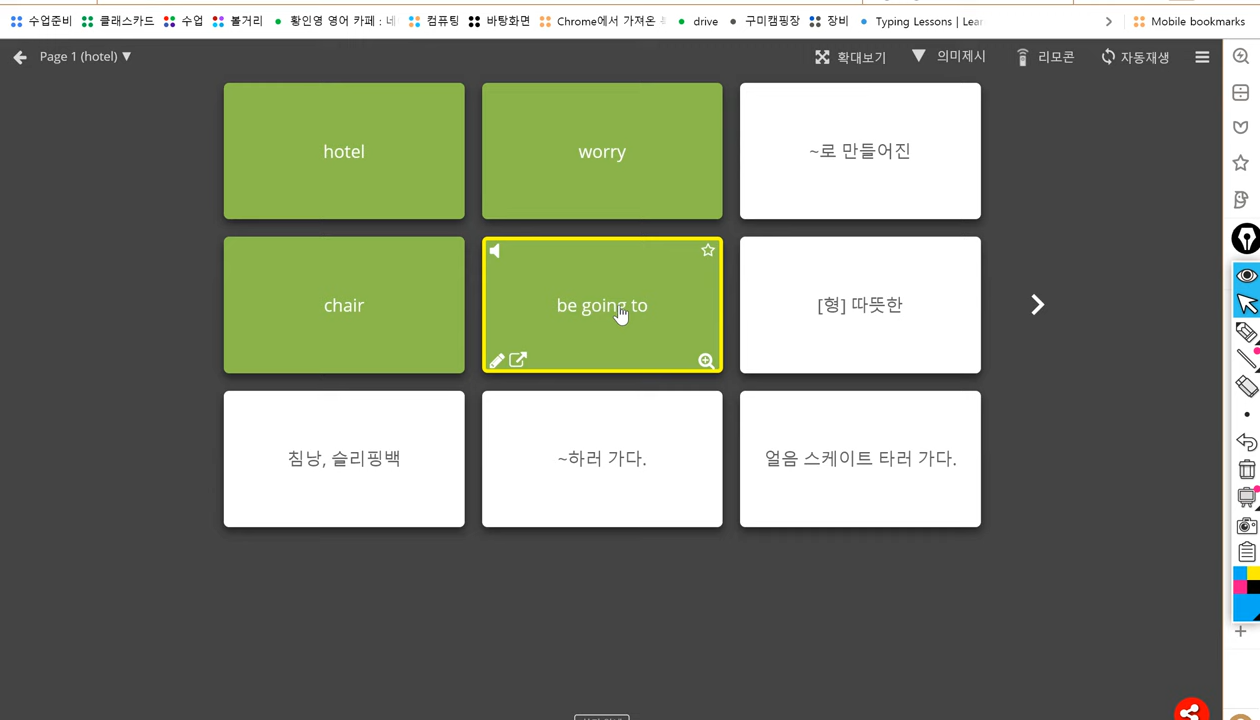 수업준비 클래스카드 수업 볼거리 황인영 영어 카페 : 네 컴퓨팅 바탕화면 Chrome에서 가져온 drive 구미캠핑장 장비 Typing Lessons | Lear Mobile bookmarks
Page 1 (hotel) ▼ 확대보기 ▼ 의미제시 리모콘 자동재생
hotel worry ~로 만들어진
chair be going to [형] 따뜻한
침낭, 슬리핑백 ~하러 가다. 얼음 스케이트 타러 가다.